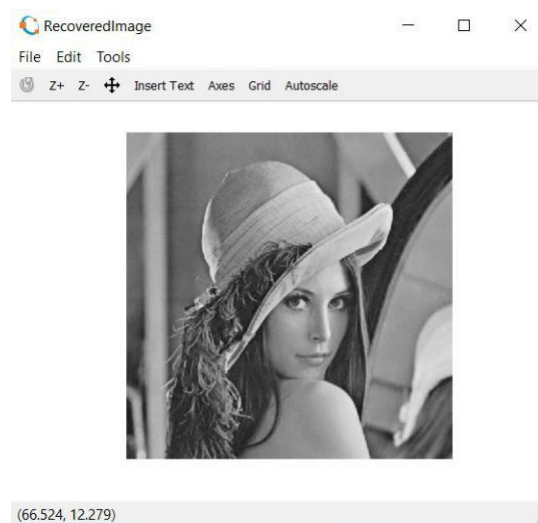 RecoveredImage
File Edit Tools
Z+ Z- Insert Text Axes Grid Autoscale
(66.524, 12.279)